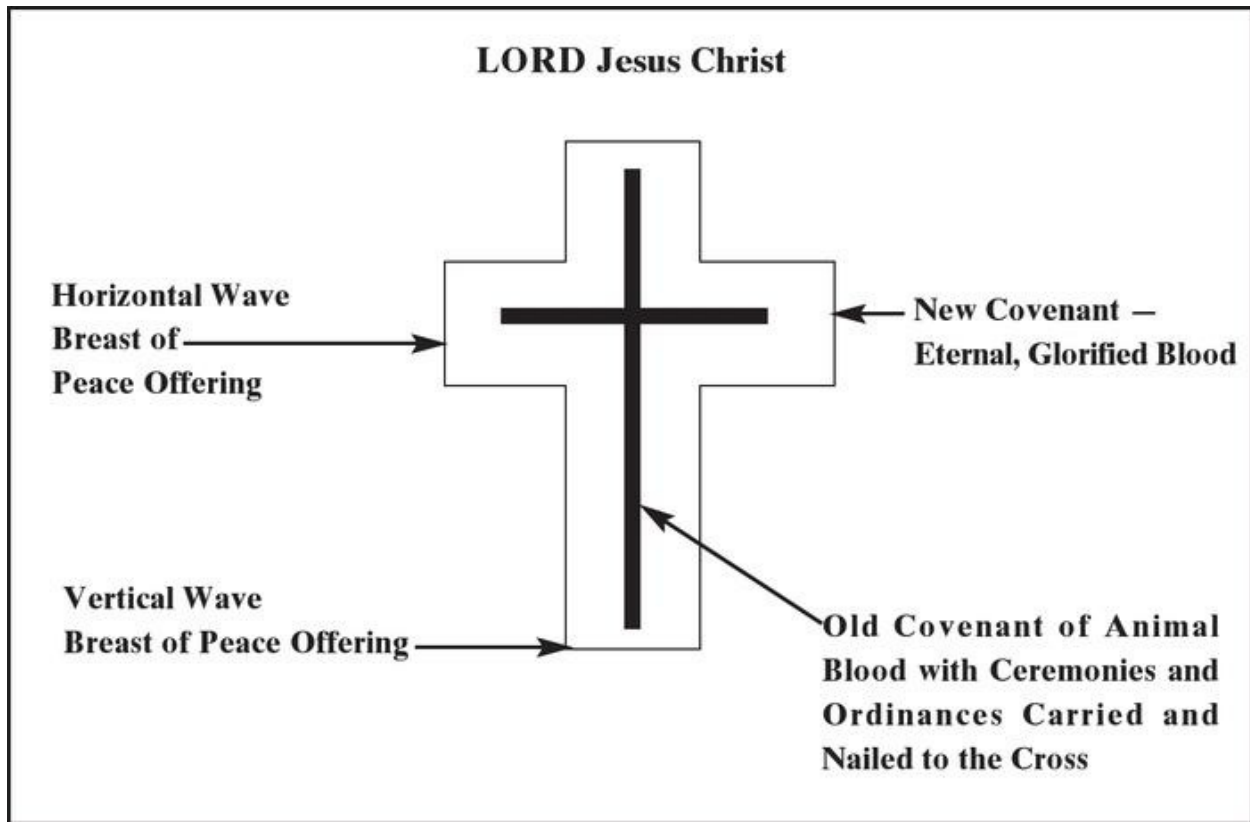 LORD Jesus Christ
Horizontal Wave
Breast of
Peace Offering
New Covenant —
Eternal, Glorified Blood
Vertical Wave
Breast of Peace Offering
Old Covenant of Animal
Blood with Ceremonies and
Ordinances Carried and
Nailed to the Cross